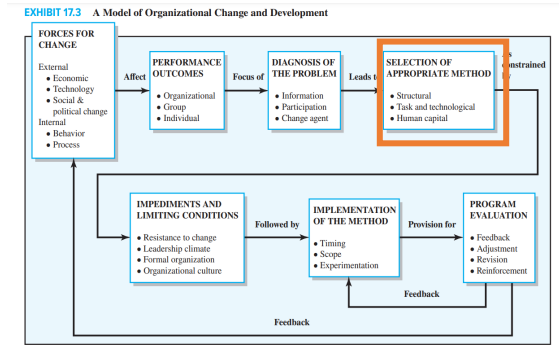 EXHIBIT 17.3 A Model of Organizational Change and Development
FORCES FOR
CHANGE
External
• Economic
• Technology
• Social &
political change
Internal
• Behavior
• Process
Affect
PERFORMANCE
OUTCOMES
• Organizational
• Group
• Individual
Focus of
DIAGNOSIS OF
THE PROBLEM
• Information
• Participation
• Change agent
Leads to
SELECTION OF
APPROPRIATE METHOD
• Structural
• Task and technological
• Human capital
As
constrained
IMPEDIMENTS AND
LIMITING CONDITIONS
• Resistance to change
• Leadership climate
• Formal organization
• Organizational culture
Followed by
IMPLEMENTATION
OF THE METHOD
• Timing
• Scope
• Experimentation
Provision for
PROGRAM
EVALUATION
• Feedback
• Adjustment
• Revision
• Reinforcement
Feedback
Feedback